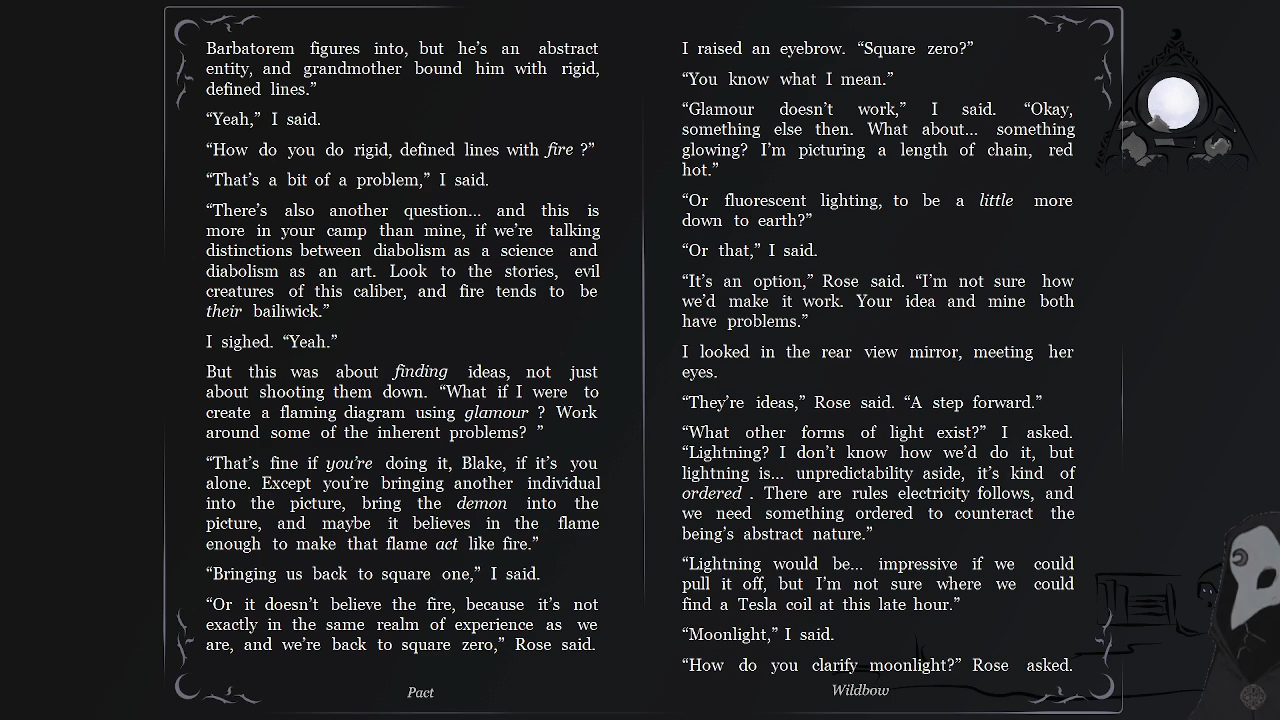 Barbatorem figures into, but he's an abstract
entity, and grandmother bound him with rigid,
defined lines.”
“Yeah,” I said.
“How do you do rigid, defined lines with fire ?”
“That's a bit of a problem,” I said.
“There's also another question... and this is
more in your camp than mine, if we're talking
distinctions between diabolism as a science and
diabolism as an art. Look to the stories, evil
creatures of this caliber, and fire tends to be
their bailiwick.”
I sighed. “Yeah.”
But this was about finding ideas, not just
about shooting them down. “What if I were to
create a flaming diagram using glamour ? Work
around some of the inherent problems? ”
“That's fine if you're doing it, Blake, if it's you
alone. Except you're bringing another individual
into the picture, bring the demon into the
picture, and maybe it believes in the flame
enough to make that flame act like fire.”
“Bringing us back to square one,” I said.
“Or it doesn't believe the fire, because it's not
exactly in the same realm of experience as we
are, and we're back to square zero,” Rose said.
Pact
I raised an eyebrow. “Square zero?”
“You know what I mean.”
“Glamour doesn't work,” I said. “Okay,
something else then. What about... something
glowing? I'm picturing a length of chain, red
hot.”
“Or fluorescent lighting, to be a little more
down to earth?”
“Or that,” I said.
“It's an option,” Rose said. “I'm not sure how
we'd make it work. Your idea and mine both
have problems.”
I looked in the rear view mirror, meeting her
eyes.
“They're ideas,” Rose said. “A step forward.”
“What other forms of light exist?” I asked.
“Lightning? I don't know how we'd do it, but
lightning is... unpredictability aside, it's kind of
ordered . There are rules electricity follows, and
we need something ordered to counteract the
being's abstract nature.”
“Lightning would be... impressive if we could
pull it off, but I'm not sure where we could
find a Tesla coil at this late hour.”
“Moonlight,” I said.
“How do you clarify moonlight?” Rose asked.
Wildbow